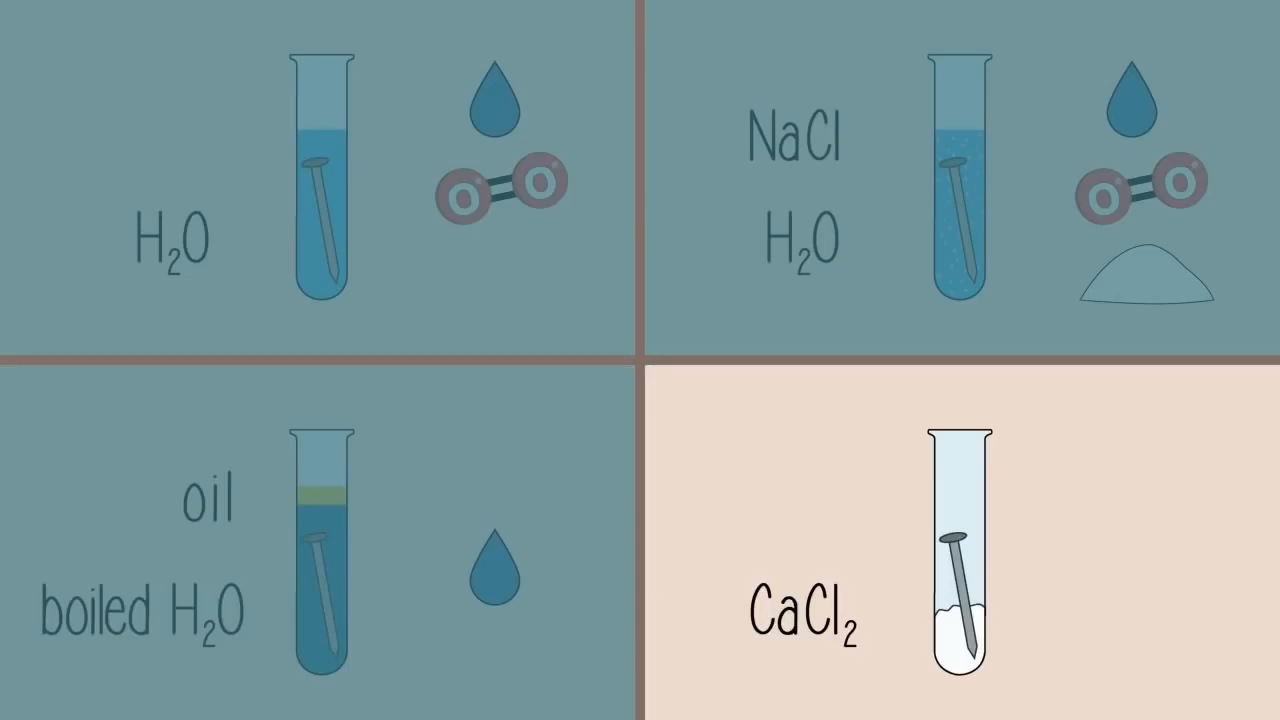 H₂O
O O
NaCl
H₂O
O O
oil
boiled H₂O
CaCl₂